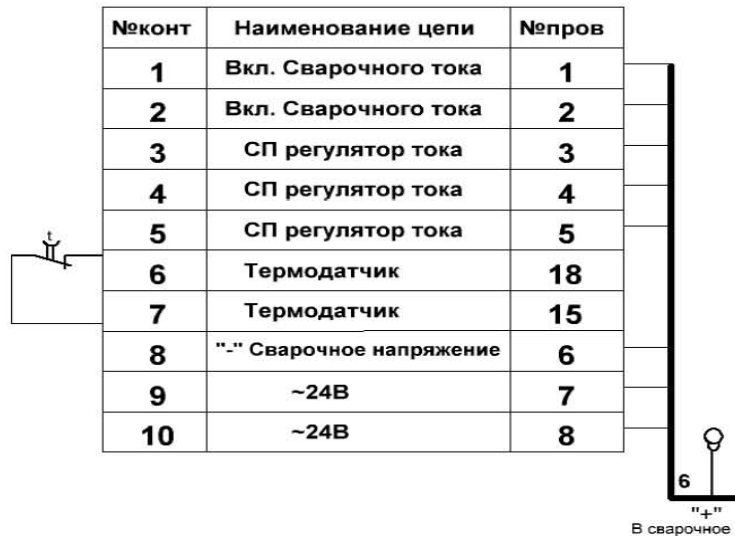 №конт Наименование цепи №пров
1 Вкл. Сварочного тока 1
2 Вкл. Сварочного тока 2
3 СП регулятор тока 3
4 СП регулятор тока 4
5 СП регулятор тока 5
t
6 Термодатчик 18
7 Термодатчик 15
8 "-" Сварочное напряжение 6
9 ~24В 7
10 ~24В 8
6
"+"
В сварочное